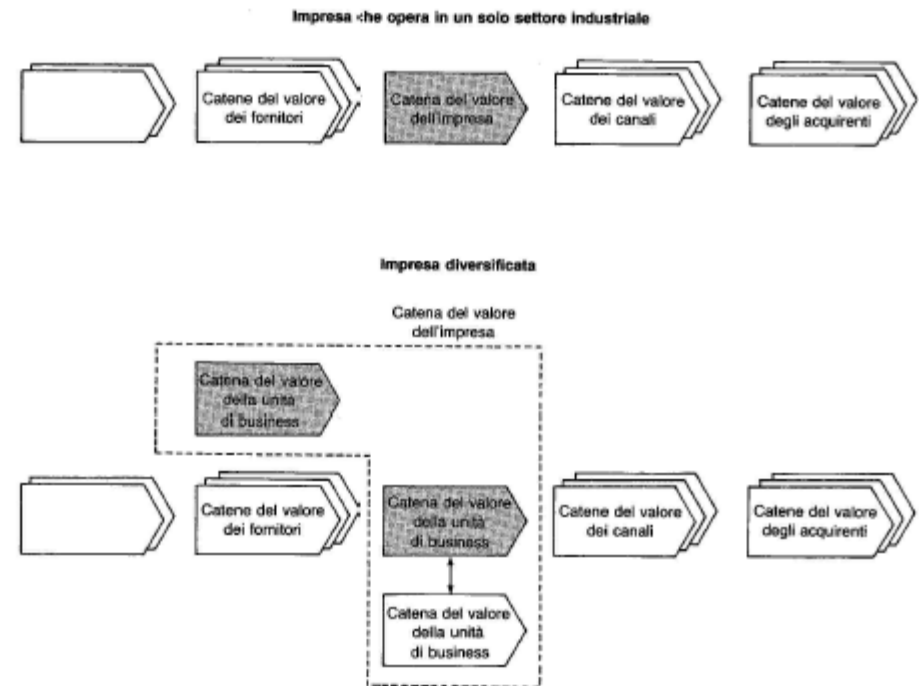 Impresa che opera in un solo settore industriale
Catene del valore
dei fornitori
Catena del valore
dell'impresa
Catene del valore
dei canali
Catene del valore
degli acquirenti
Impresa diversificata
Catena del valore
dell'impresa
Catena del valore
della unità
di business
Catene del valore
dei fornitori
Catena del valore
della unità
di business
Catene del valore
dei canali
Catene del valore
degli acquirenti
Catena del valore
della unità
di business